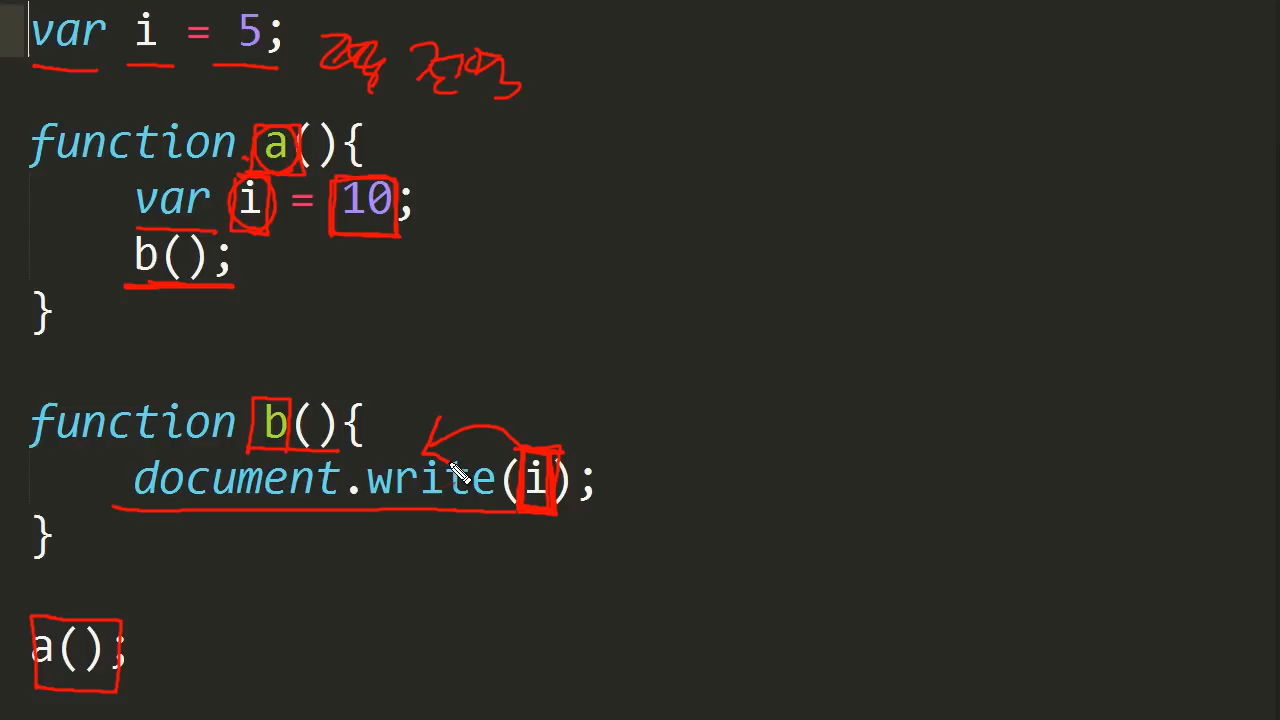 var i = 5;
function a(){
var i = 10;
b();
}
function b(){
document.write(i);
}
a();